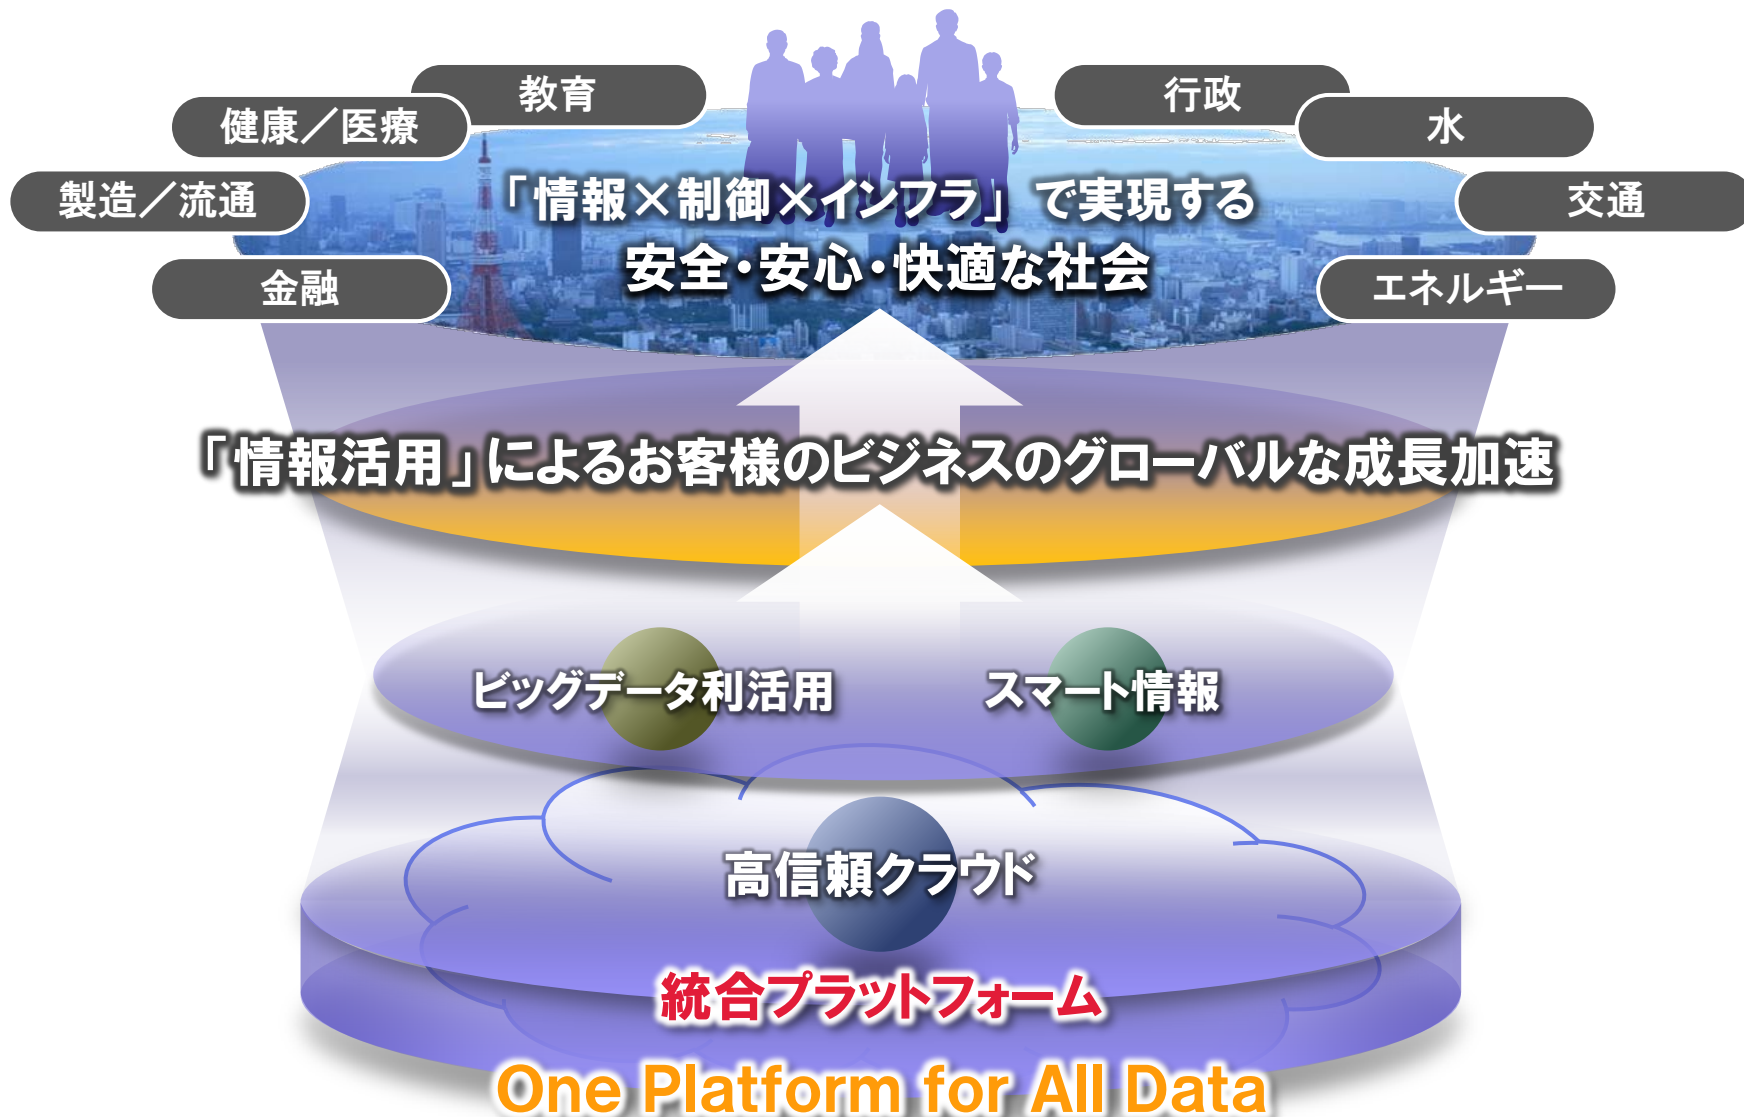 教育
行政
健康／医療
水
製造／流通
交通
金融
エネルギー
「情報×制御×インフラ」で実現する
安全・安心・快適な社会
「情報活用」によるお客様のビジネスのグローバルな成長加速
ビッグデータ利活用
スマート情報
高信頼クラウド
統合プラットフォーム
One Platform for All Data